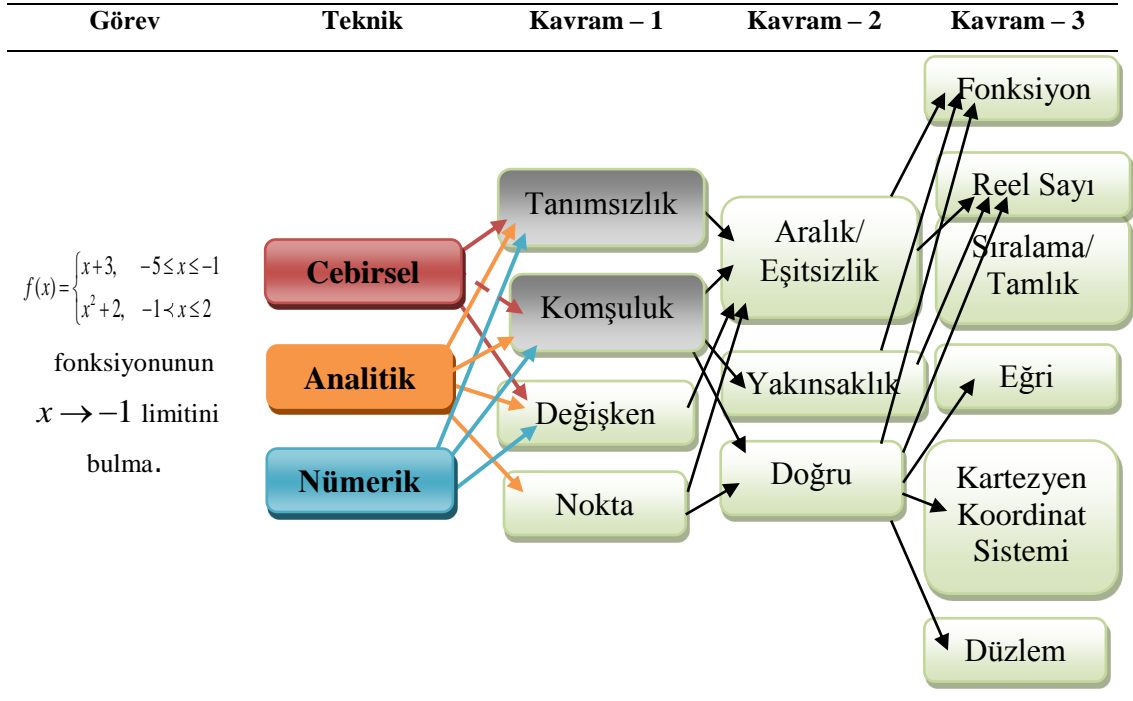 Görev Teknik Kavram – 1 Kavram – 2 Kavram – 3
f(x)={x+3, −5≤x≤−1
x²+2, −1≺x≤2
fonksiyonunun
x → −1 limitini
bulma.
Cebirsel
Analitik
Nümerik
Tanımsızlık
Komşuluk
Değişken
Nokta
Aralık/
Eşitsizlik
Yakınsaklık
Doğru
Fonksiyon
Reel Sayı
Sıralama/
Tamlık
Eğri
Kartezyen
Koordinat
Sistemi
Düzlem